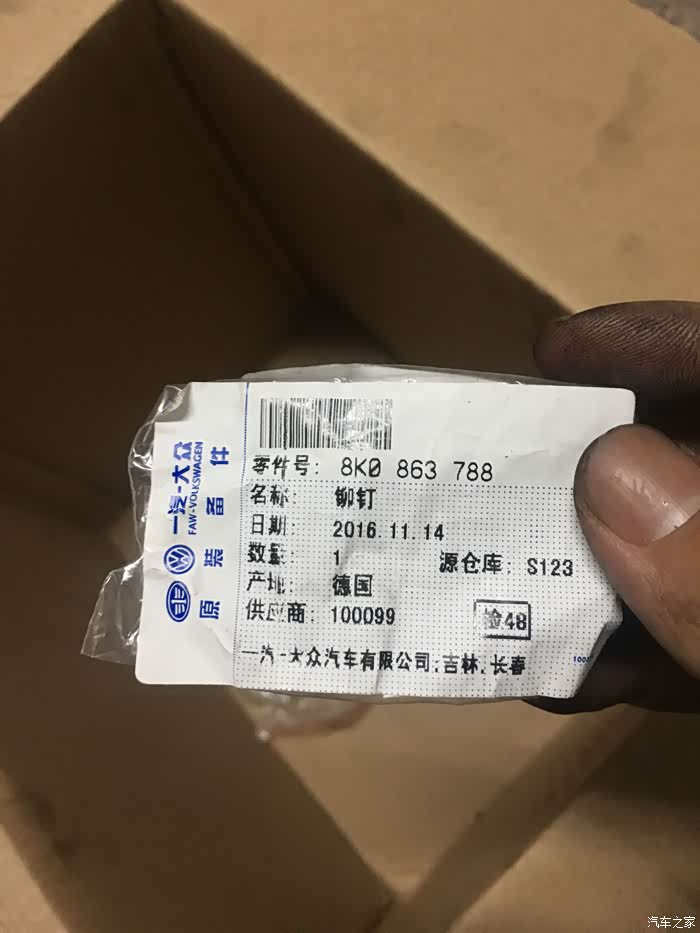 一汽-大众
FAW-VOLKSWAGEN
原装备件
零件号: 8K0 863 788
名称: 铆钉
日期: 2016.11.14
数量: 1 源仓库: S123
产地: 德国
供应商: 100099
检48
一汽-大众汽车有限公司;吉林,长春
汽车之家